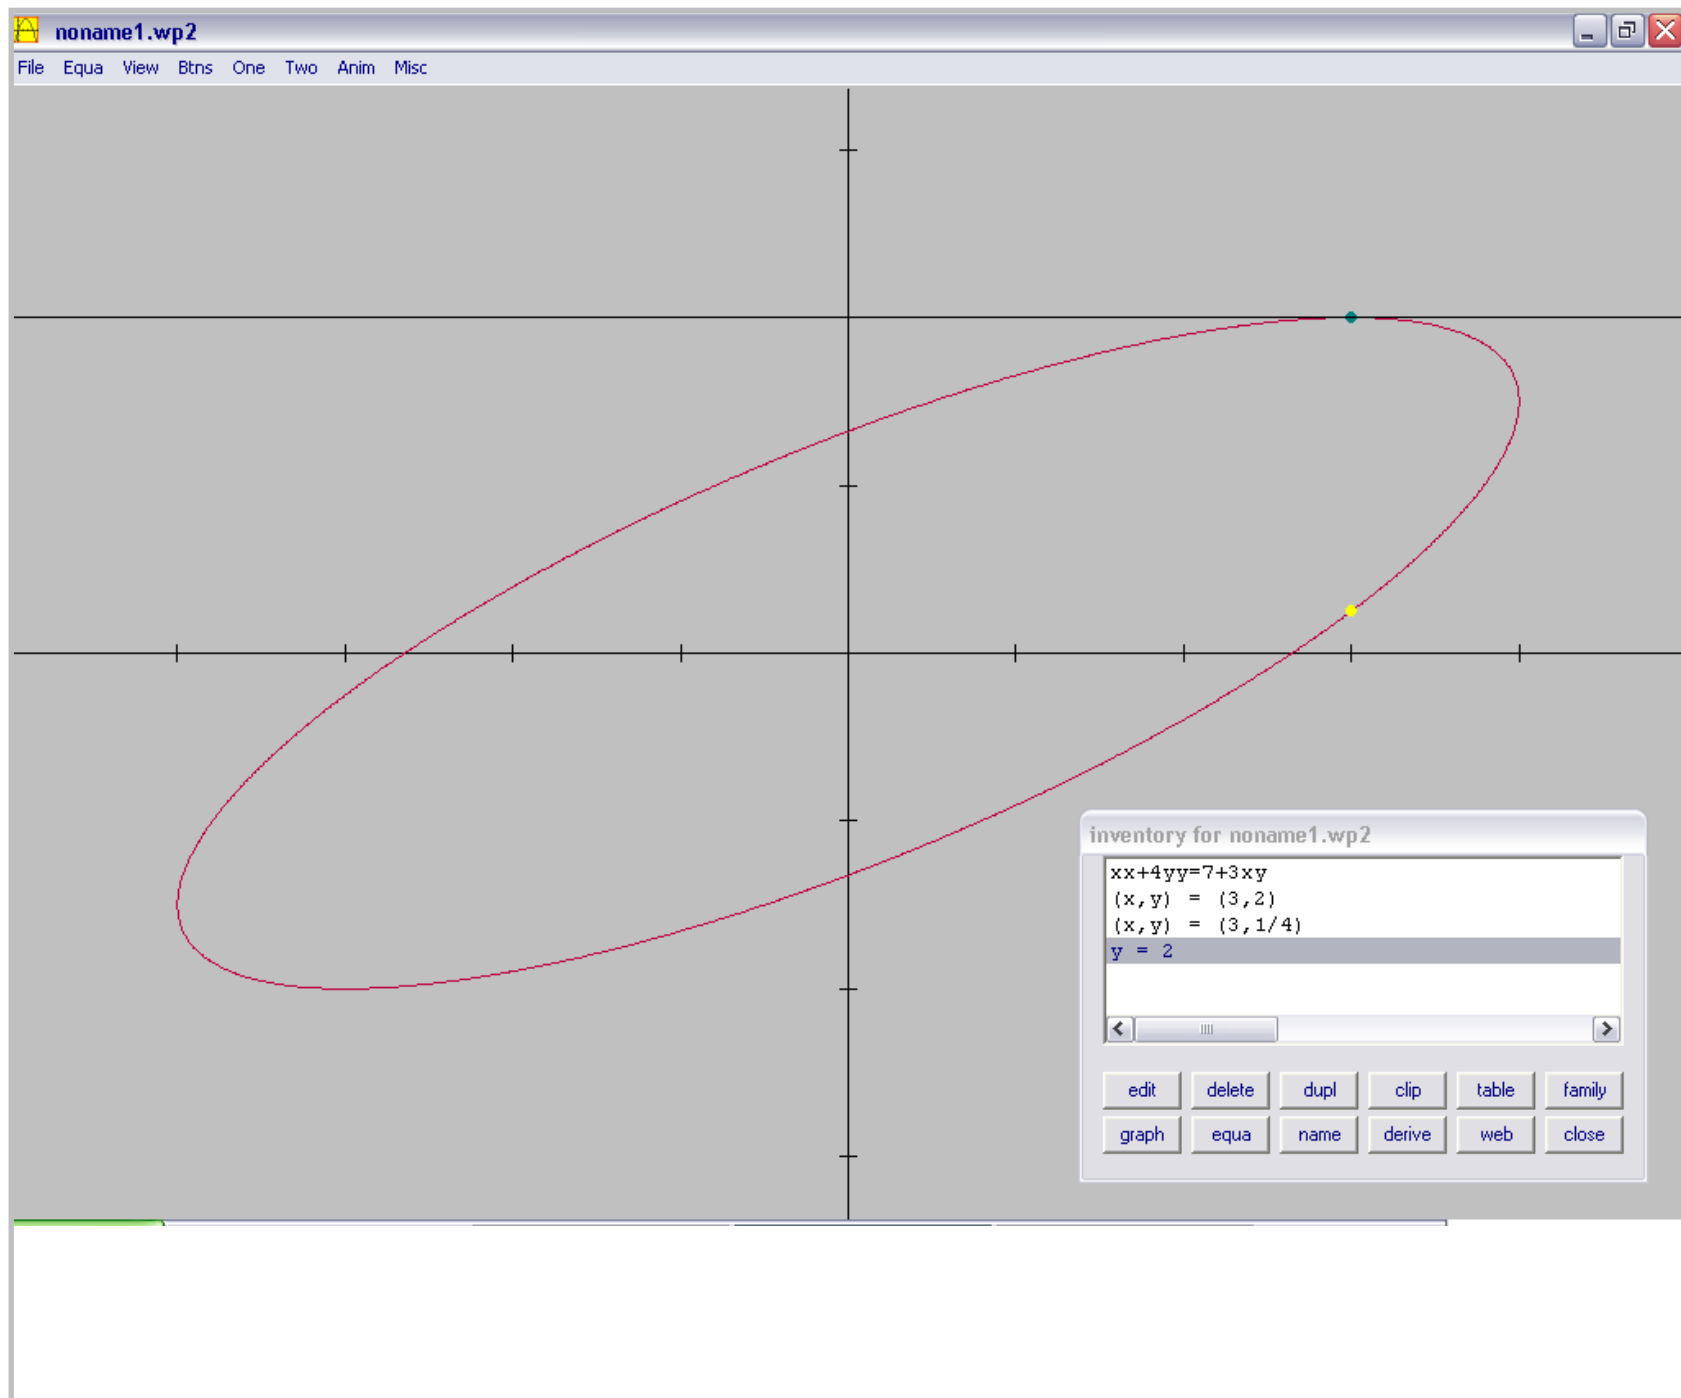 noname1.wp2
File Equa View Btns One Two Anim Misc
inventory for noname1.wp2
xx+4yy=7+3xy
(x,y) = (3,2)
(x,y) = (3,1/4)
y = 2
edit delete dupl clip table family
graph equa name derive web close